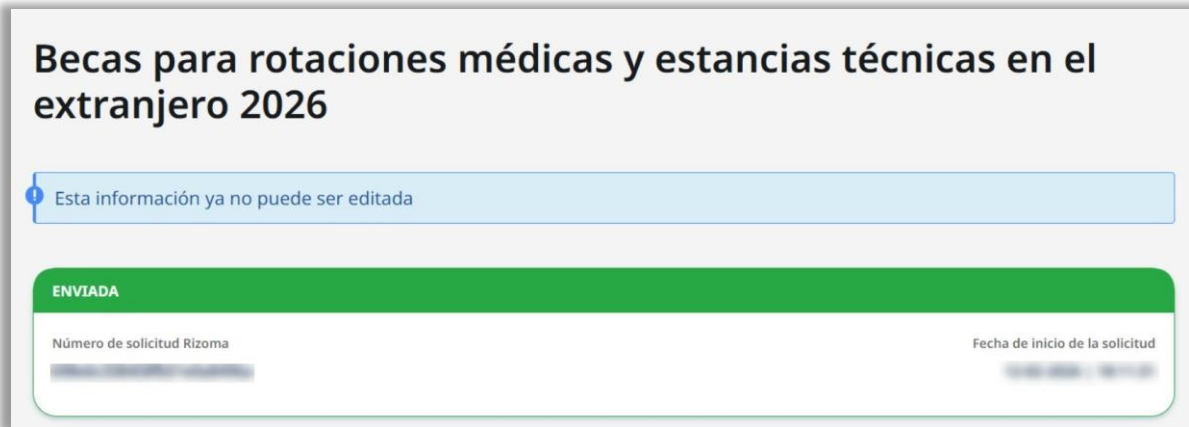 Becas para rotaciones médicas y estancias técnicas en el
extranjero 2026
Esta información ya no puede ser editada
ENVIADA
Número de solicitud Rizoma
Fecha de inicio de la solicitud